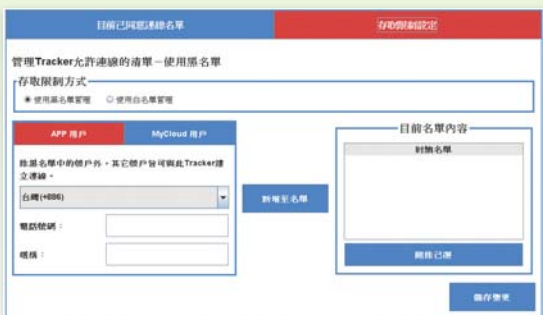 目前已同意連線名單
存取限制設定
管理Tracker允許連線的清單－使用黑名單
存取限制方式
使用黑名單管理 使用白名單管理
APP 用戶 MyCloud 用戶
除黑名單中的帳戶外，其它帳戶皆可與此Tracker建
立連線。
台灣(+886)
電話號碼：
暱稱：
新增至名單
目前名單內容
封鎖名單
刪除已選
儲存變更